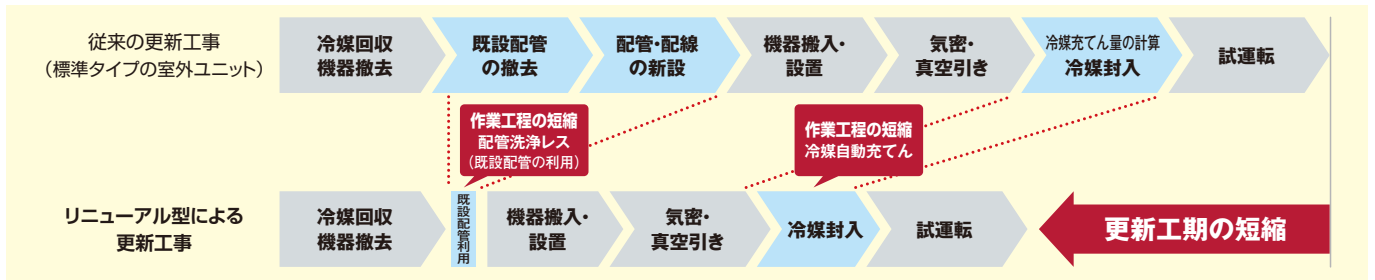 従来の更新工事
（標準タイプの室外ユニット）
冷媒回収
機器撤去
既設配管
の撤去
配管・配線
の新設
機器搬入・
設置
気密・
真空引き
冷媒充てん量の計算
冷媒封入
試運転
作業工程の短縮
配管洗浄レス
（既設配管の利用）
作業工程の短縮
冷媒自動充てん
リニューアル型による
更新工事
冷媒回収
機器撤去
既設配管利用
機器搬入・
設置
気密・
真空引き
冷媒封入
試運転
更新工期の短縮